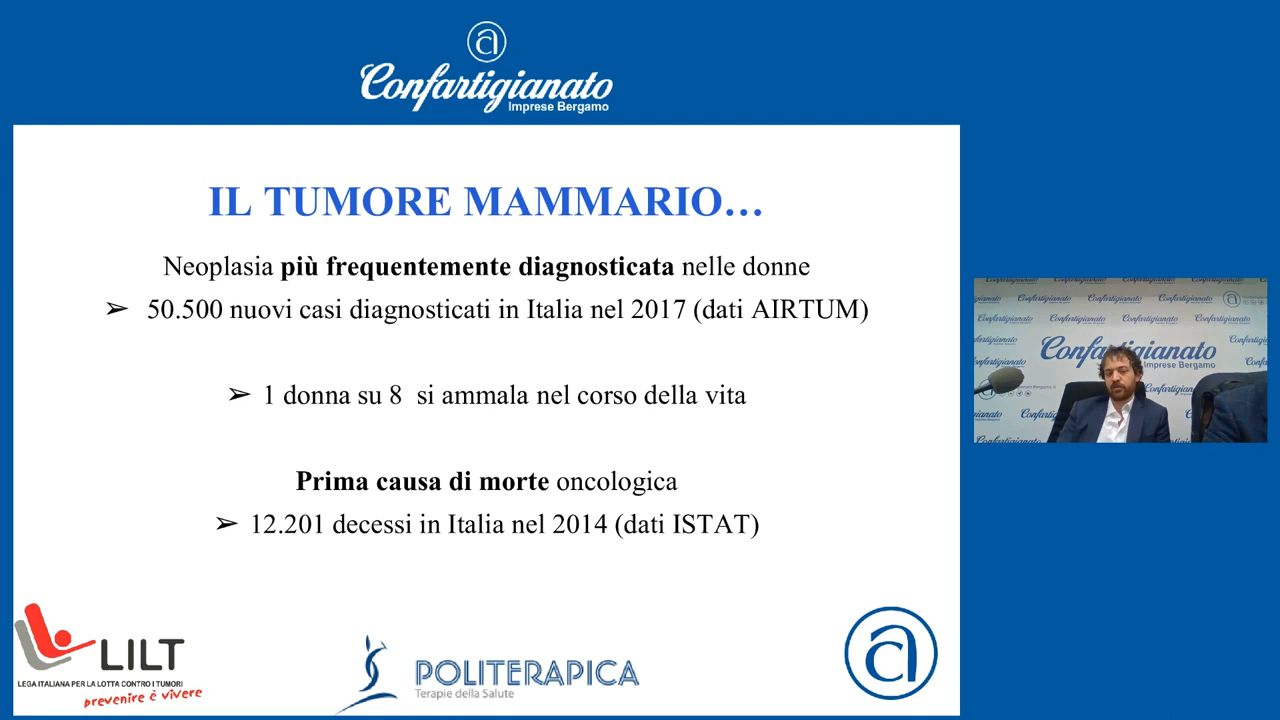 a
Confartigianato
Imprese Bergamo
IL TUMORE MAMMARIO…
Neoplasia più frequentemente diagnosticata nelle donne
➢ 50.500 nuovi casi diagnosticati in Italia nel 2017 (dati AIRTUM)
➢ 1 donna su 8 si ammala nel corso della vita
Prima causa di morte oncologica
➢ 12.201 decessi in Italia nel 2014 (dati ISTAT)
LILT
LEGA ITALIANA PER LA LOTTA CONTRO I TUMORI
prevenire è vivere
POLITERAPICA
Terapie della Salute
a
Confartigianato
Imprese Bergamo